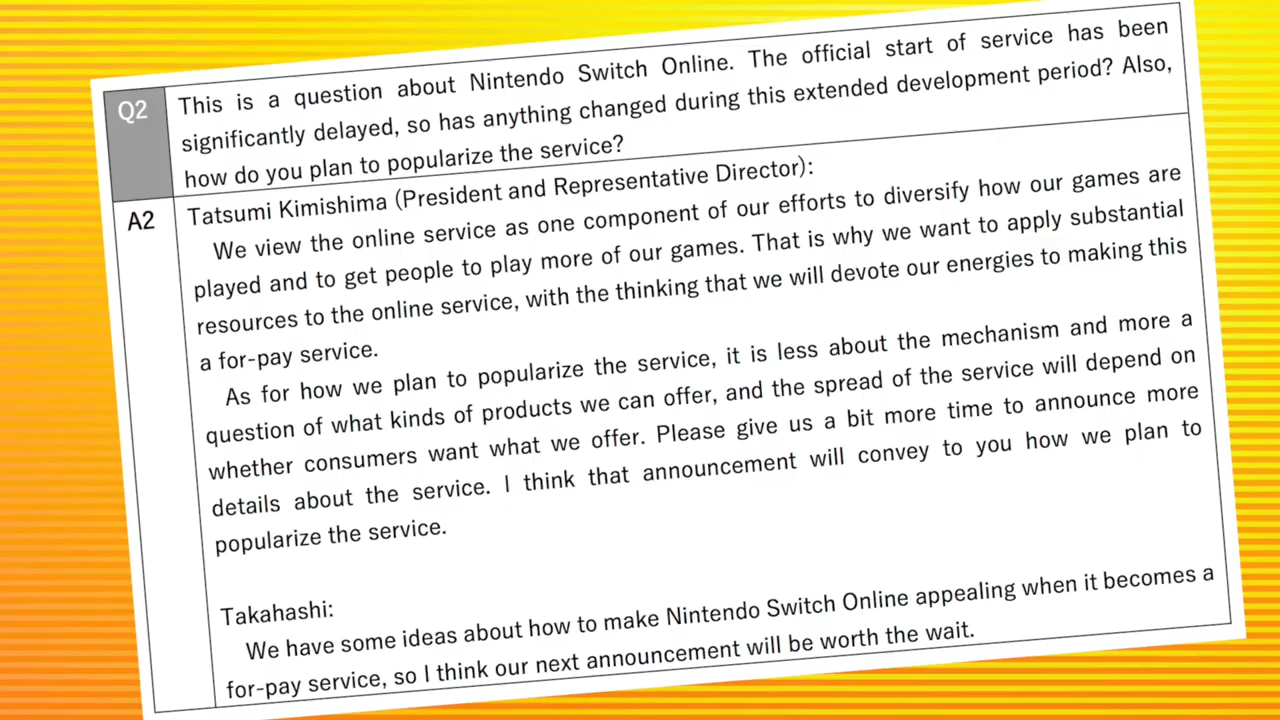 Q2
This is a question about Nintendo Switch Online. The official start of service has been
significantly delayed, so has anything changed during this extended development period? Also,
how do you plan to popularize the service?
A2
Tatsumi Kimishima (President and Representative Director):
We view the online service as one component of our efforts to diversify how our games are
played and to get people to play more of our games. That is why we want to apply substantial
resources to the online service, with the thinking that we will devote our energies to making this
a for-pay service.
As for how we plan to popularize the service, it is less about the mechanism and more a
question of what kinds of products we can offer, and the spread of the service will depend on
whether consumers want what we offer. Please give us a bit more time to announce more
details about the service. I think that announcement will convey to you how we plan to
popularize the service.
Takahashi:
We have some ideas about how to make Nintendo Switch Online appealing when it becomes a
for-pay service, so I think our next announcement will be worth the wait.